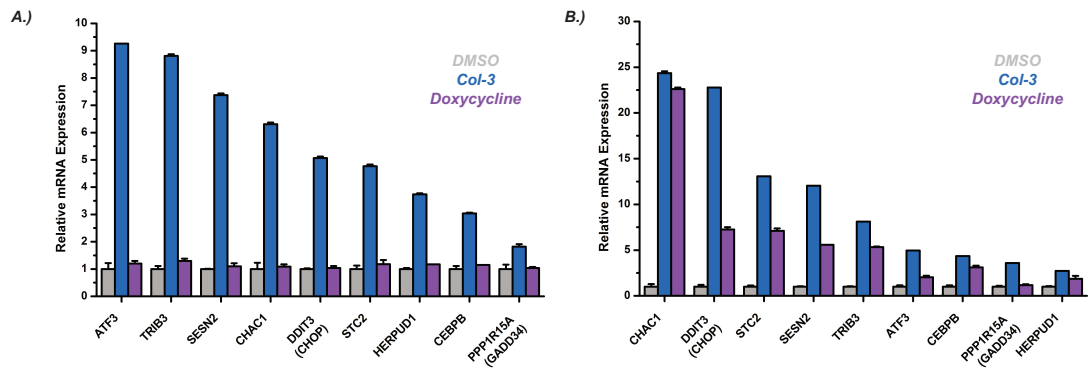 A.)
Relative mRNA Expression
10
9
8
7
6
5
4
3
2
1
0
DMSO
Col-3
Doxycycline
ATF3
TRIB3
SESN2
CHAC1
DDIT3
(CHOP)
STC2
HERPUD1
CEBPB
PPP1R15A
(GADD34)
B.)
Relative mRNA Expression
30
25
20
15
10
5
0
DMSO
Col-3
Doxycycline
CHAC1
DDIT3
(CHOP)
STC2
SESN2
TRIB3
ATF3
CEBPB
PPP1R15A
(GADD34)
HERPUD1